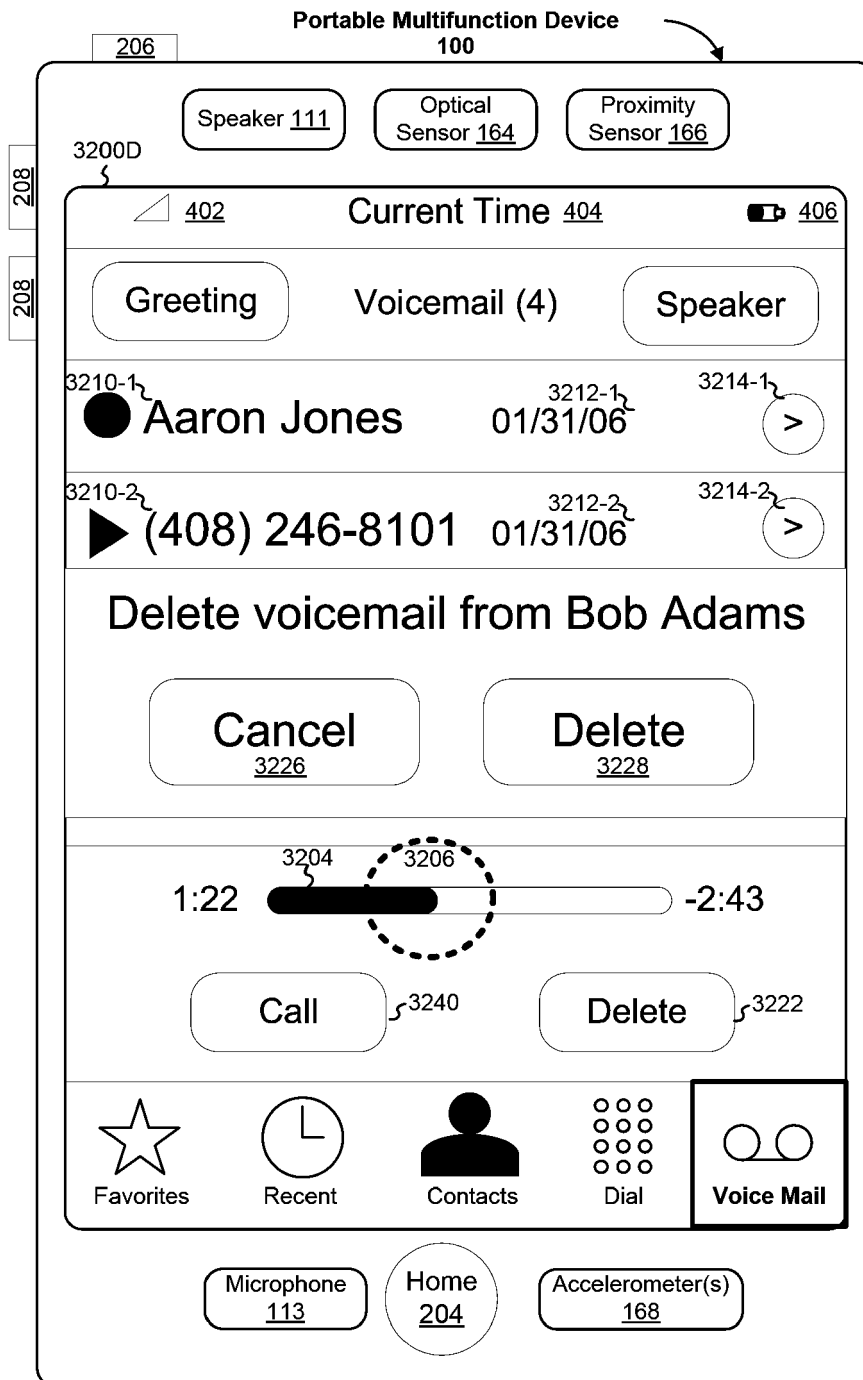 Portable Multifunction Device
100
206
Speaker 111
Optical
Sensor 164
Proximity
Sensor 166
3200D
208
402
Current Time 404
406
208
Greeting
Voicemail (4)
Speaker
3210-1
3212-1
3214-1
Aaron Jones
01/31/06
>
3210-2
3212-2
3214-2
(408) 246-8101
01/31/06
>
Delete voicemail from Bob Adams
Cancel
3226
Delete
3228
3204
3206
1:22
-2:43
Call
3240
Delete
3222
Favorites
Recent
Contacts
Dial
Voice Mail
Microphone
113
Home
204
Accelerometer(s)
168